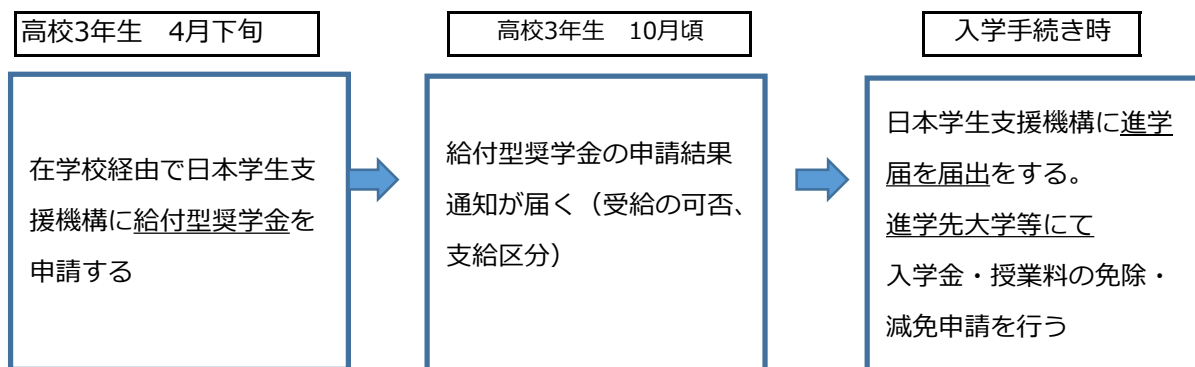 高校3年生　4月下旬
在学校経由で日本学生支
援機構に給付型奨学金を
申請する
高校3年生　10月頃
給付型奨学金の申請結果
通知が届く（受給の可否、
支給区分）
入学手続き時
日本学生支援機構に進学
届を届出をする。
進学先大学等にて
入学金・授業料の免除・
減免申請を行う